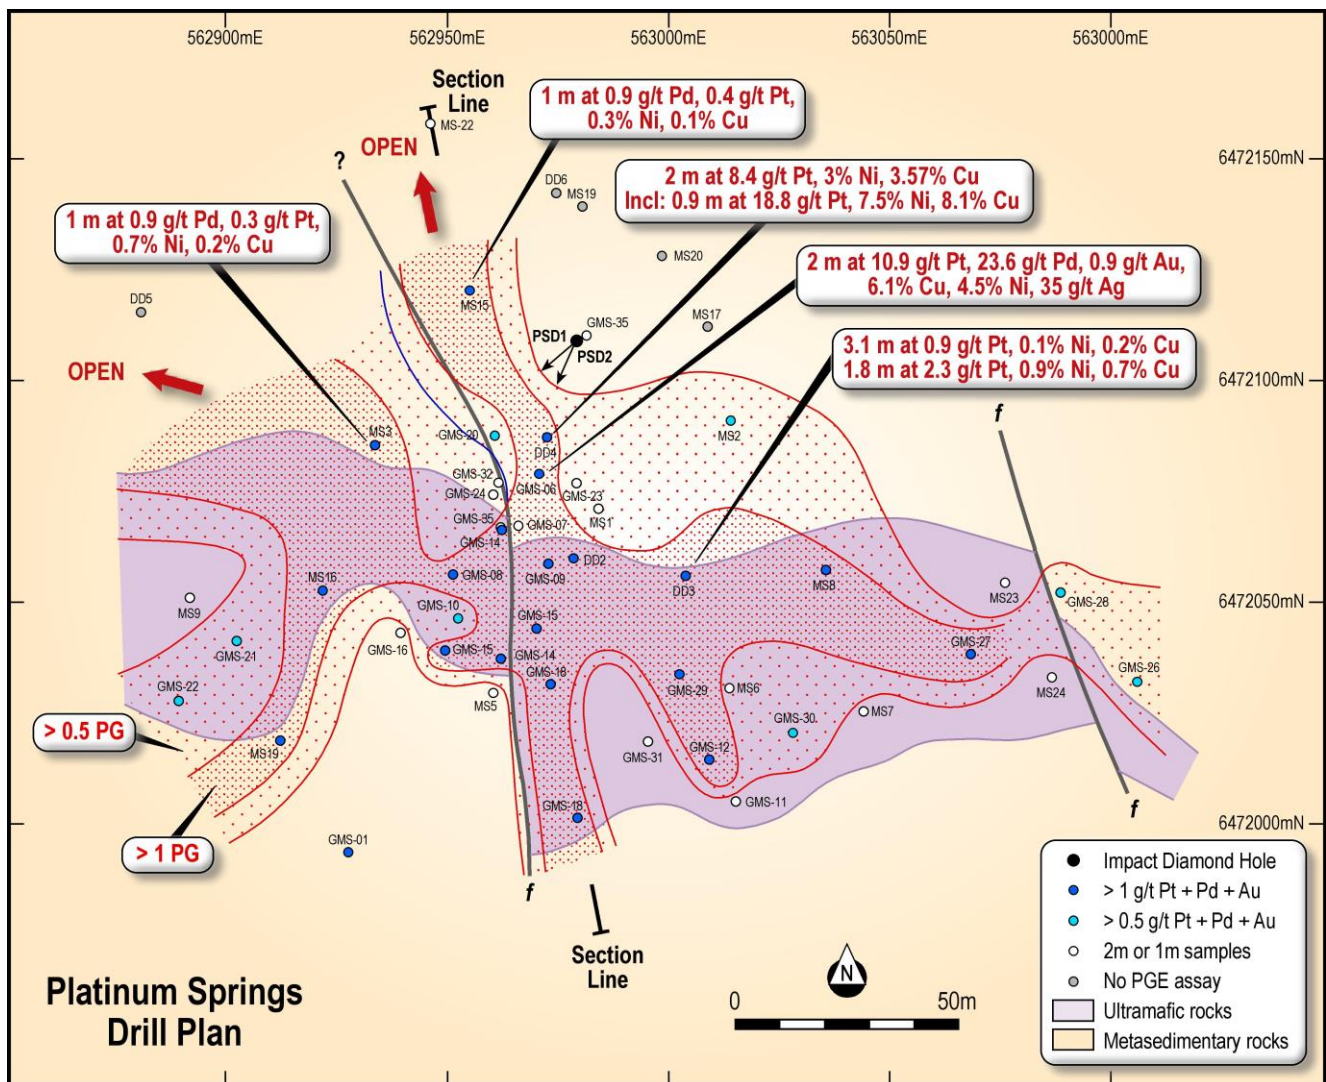 562900mE
562950mE
563000mE
563050mE
563000mE
Section
Line
MS-22
OPEN
?
1 m at 0.9 g/t Pd, 0.4 g/t Pt,
0.3% Ni, 0.1% Cu
6472150mN
2 m at 8.4 g/t Pt, 3% Ni, 3.57% Cu
Incl: 0.9 m at 18.8 g/t Pt, 7.5% Ni, 8.1% Cu
DD6
MS19
1 m at 0.9 g/t Pd, 0.3 g/t Pt,
0.7% Ni, 0.2% Cu
MS20
2 m at 10.9 g/t Pt, 23.6 g/t Pd, 0.9 g/t Au,
6.1% Cu, 4.5% Ni, 35 g/t Ag
DD5
MS15
GMS-35
MS17
PSD1
PSD2
3.1 m at 0.9 g/t Pt, 0.1% Ni, 0.2% Cu
1.8 m at 2.3 g/t Pt, 0.9% Ni, 0.7% Cu
OPEN
6472100mN
f
MS3
GMS-20
DD4
MS2
GMS-32
GMS-06
GMS-24
GMS-23
MS1
GMS-35
GMS-07
GMS-14
DD2
GMS-08
GMS-09
MS16
DD3
MS8
MS23
GMS-28
6472050mN
MS9
GMS-10
GMS-15
GMS-21
GMS-16
GMS-15
GMS-14
GMS-27
GMS-22
GMS-18
GMS-29
MS6
MS24
GMS-26
MS5
MS7
> 0.5 PG
MS19
GMS-31
GMS-30
GMS-12
GMS-11
GMS-18
f
6472000mN
GMS-01
> 1 PG
f
Section
Line
Platinum Springs
Drill Plan
N
0
50m
Impact Diamond Hole
> 1 g/t Pt + Pd + Au
> 0.5 g/t Pt + Pd + Au
2m or 1m samples
No PGE assay
Ultramafic rocks
Metasedimentary rocks